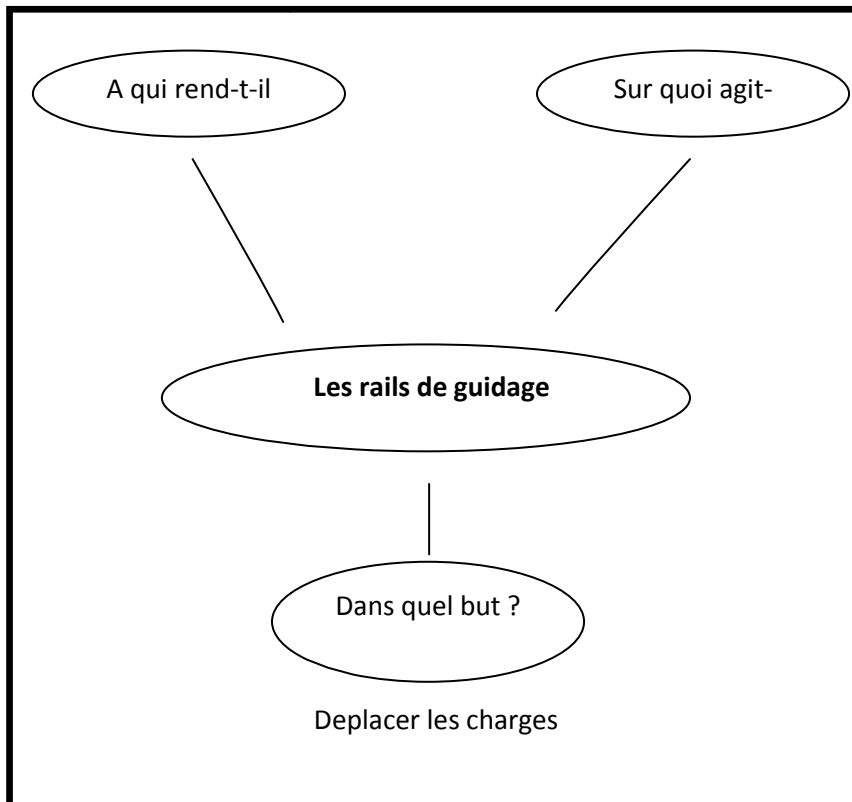 A qui rend-t-il
Sur quoi agit-
Les rails de guidage
Dans quel but ?
Deplacer les charges